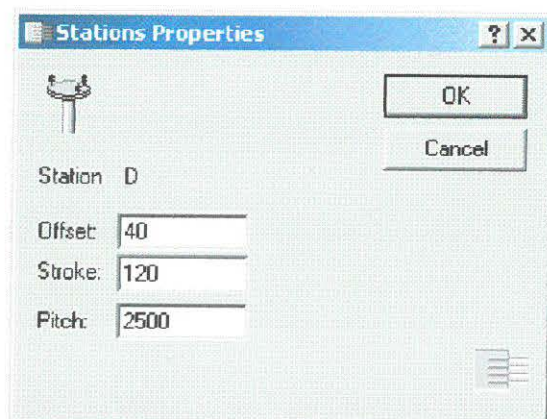 Stations Properties
OK
Cancel
Station D
Offset: 40
Stroke: 120
Pitch: 2500